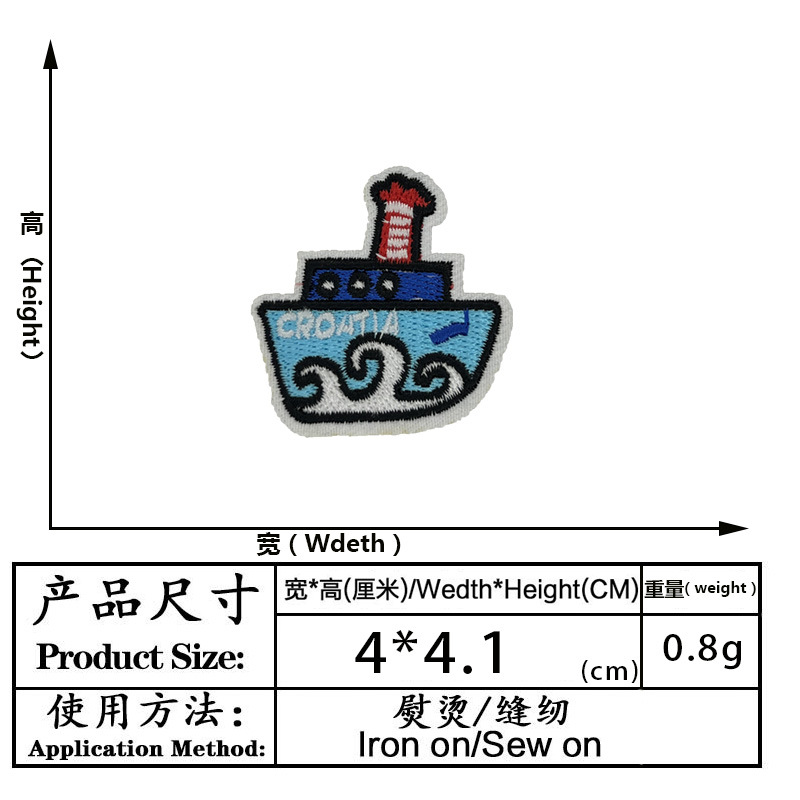 高(Height)
CROATIA
宽 ( Wdeth )
产品尺寸
Product Size:
宽*高(厘米)/Wedth*Height(CM)
重量( weight )
4*4.1 (cm)
0.8g
使用方法:
Application Method:
熨烫/缝纫
Iron on/Sew on